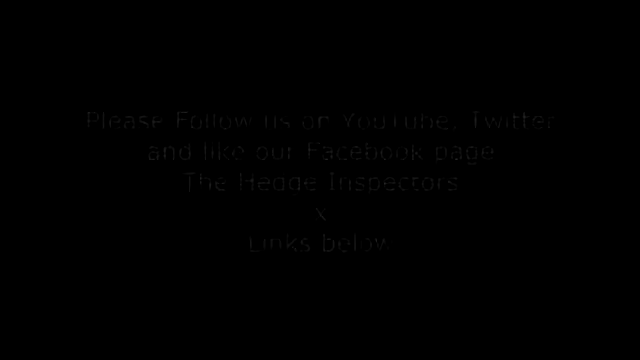 Please Follow us on YouTube, Twitter
and like our Facebook page
The Hedge Inspectors
x
Links below